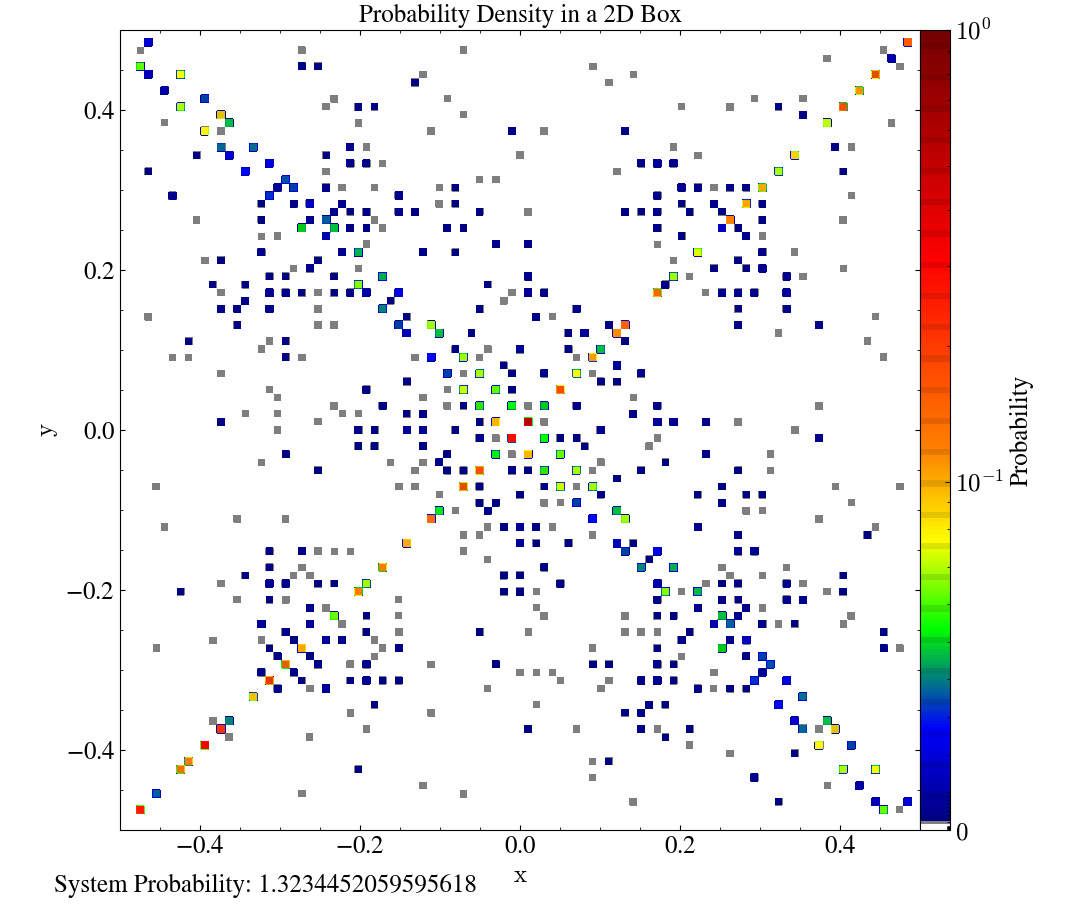 Probability Density in a 2D Box
10^0
0.4
0.2
0.0
−0.2
−0.4
y
Probability
10^−1
0
−0.4 −0.2 0.0 0.2 0.4
x
System Probability: 1.3234452059595618